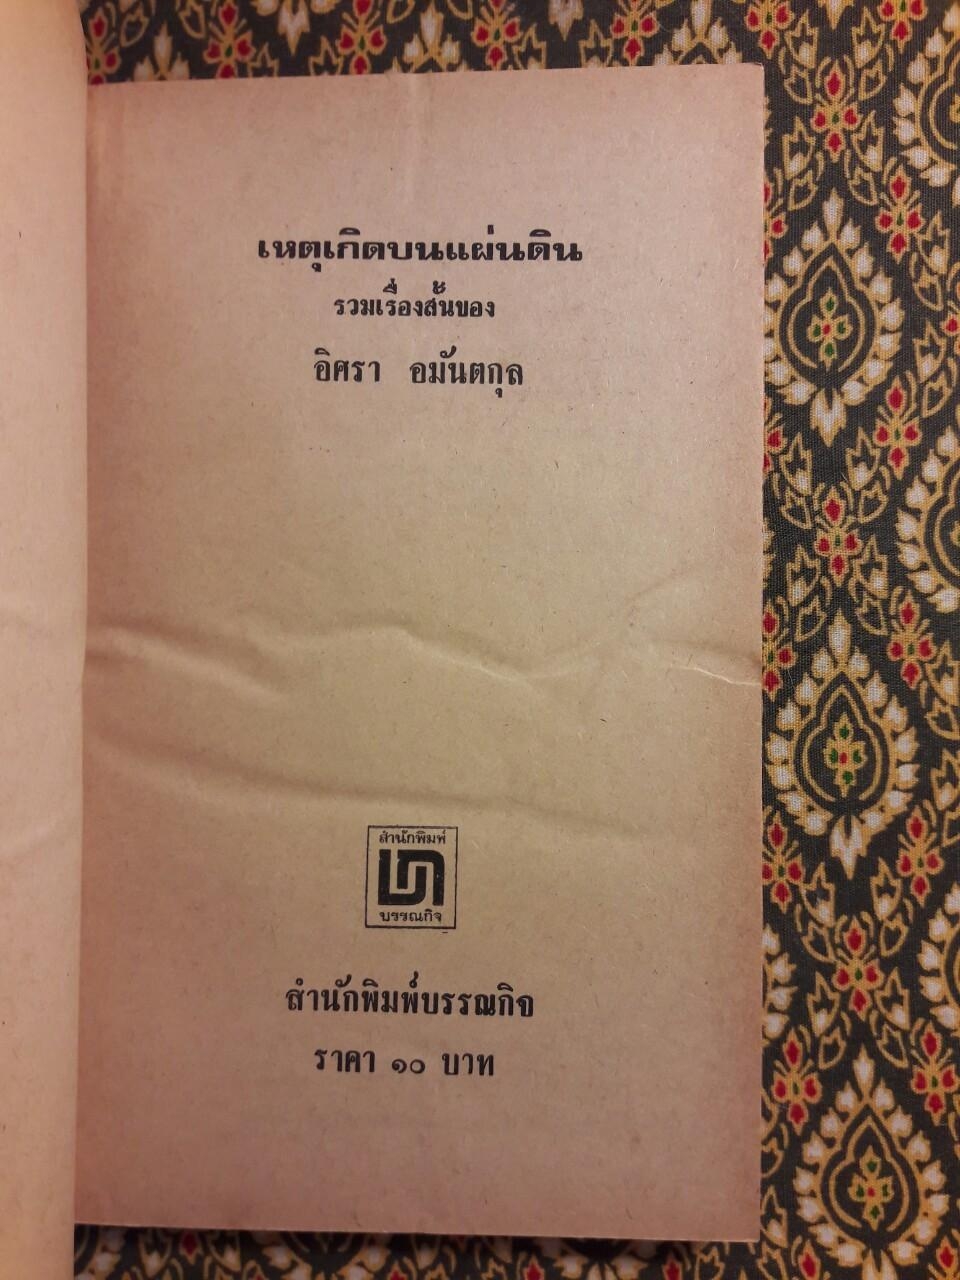 เหตุเกิดบนแผ่นดิน
รวมเรื่องสั้นของ
อิศรา อมันตกุล
สำนักพิมพ์
บก
บรรณกิจ
สำนักพิมพ์บรรณกิจ
ราคา ๑๐ บาท